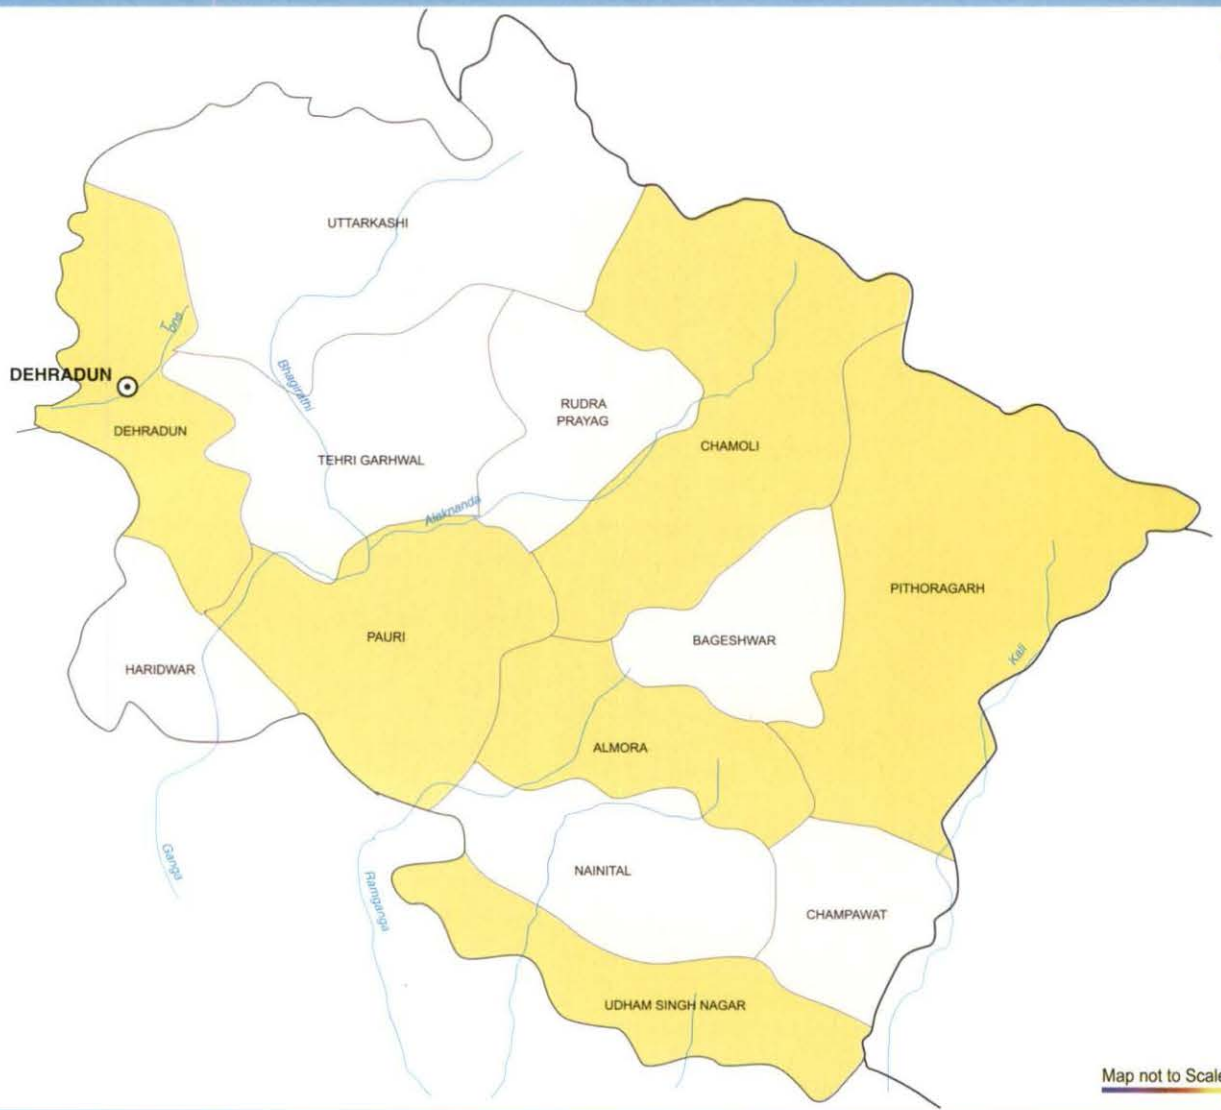 UTTARKASHI
Tons
DEHRADUN
DEHRADUN
Bhagirathi
RUDRA
PRAYAG
CHAMOLI
TEHRI GARHWAL
Alaknanda
PITHORAGARH
PAURI
BAGESHWAR
Kali
HARIDWAR
ALMORA
Ganga
Ramganga
NAINITAL
CHAMPAWAT
UDHAM SINGH NAGAR
Map not to Scale